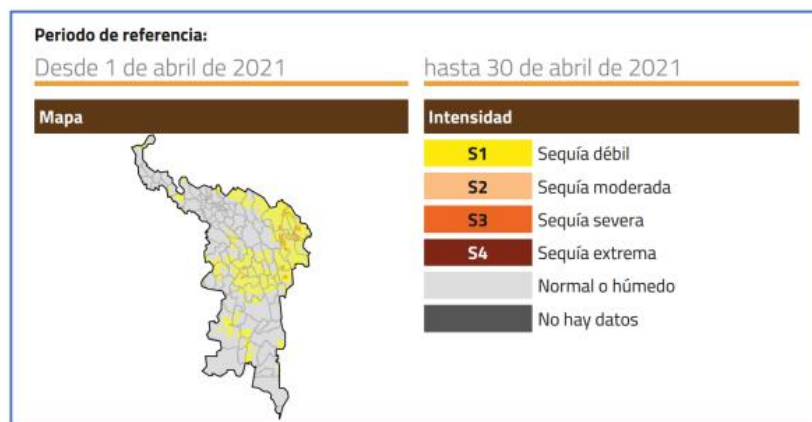 Periodo de referencia:
Desde 1 de abril de 2021
hasta 30 de abril de 2021
Mapa
Intensidad
S1 Sequía débil
S2 Sequía moderada
S3 Sequía severa
S4 Sequía extrema
Normal o húmedo
No hay datos